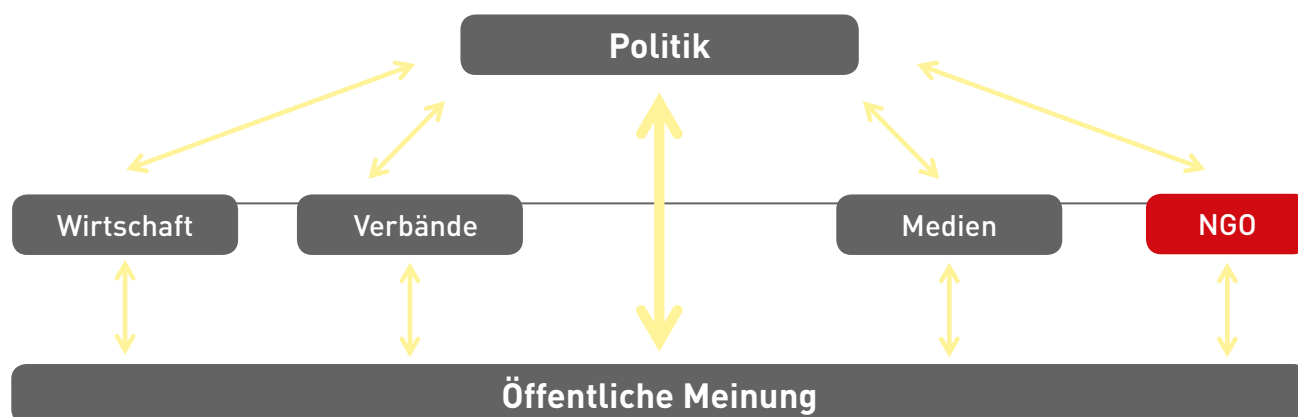 Politik
Wirtschaft
Verbände
Medien
NGO
Öffentliche Meinung